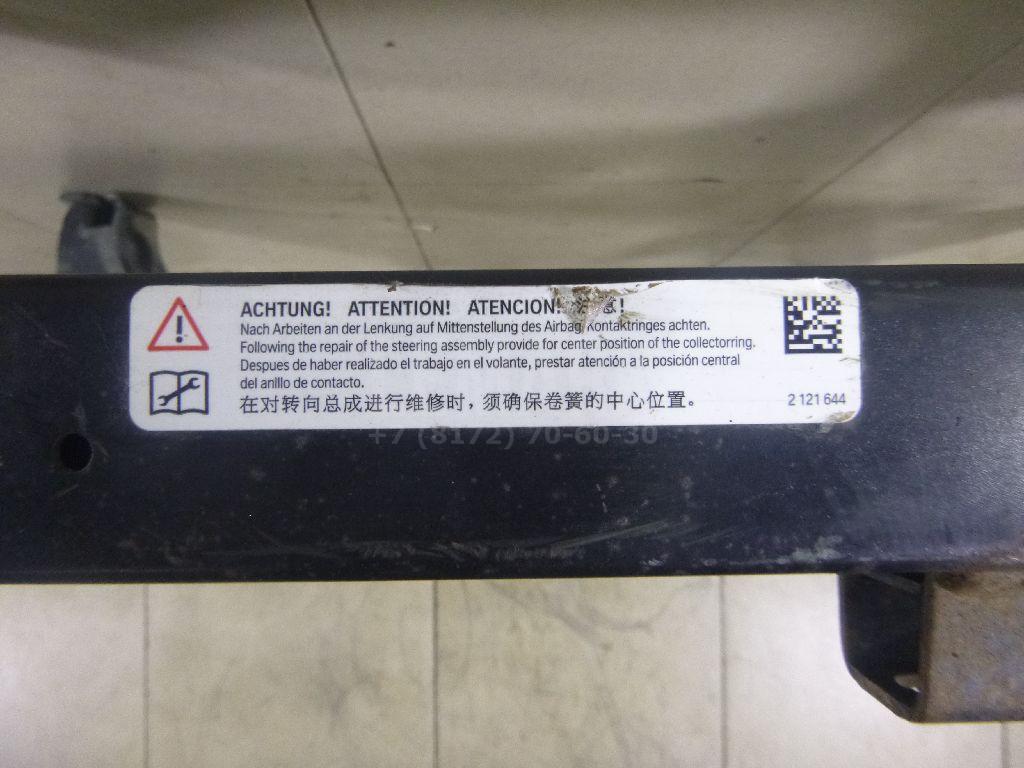 ACHTUNG! ATTENTION! ATENCION! 注意!
Nach Arbeiten an der Lenkung auf Mittenstellung des Airbag Kontaktringes achten.
Following the repair of the steering assembly provide for center position of the collectorring.
Despues de haber realizado el trabajo en el volante, prestar atención a la posición central
del anillo de contacto.
在对转向总成进行维修时，须确保卷簧的中心位置。
2 121 644
+7 (8172) 70-60-30